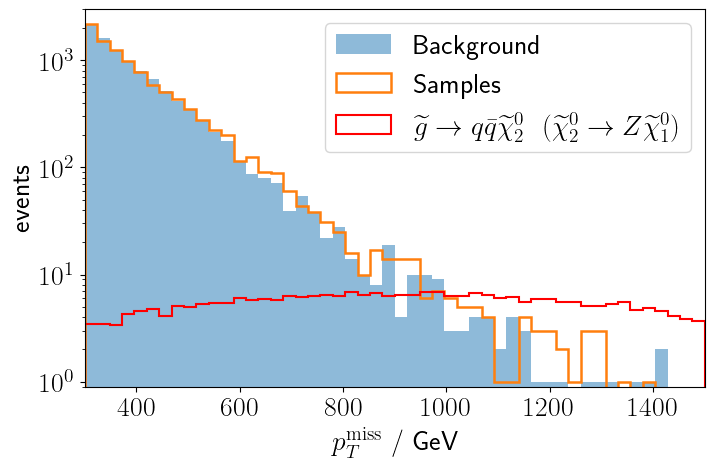 Background
Samples
g̃ → qq̄χ̃⁰₂ (χ̃⁰₂ → Zχ̃⁰₁)
events
10³
10²
10¹
10⁰
400 600 800 1000 1200 1400
p_T^miss / GeV